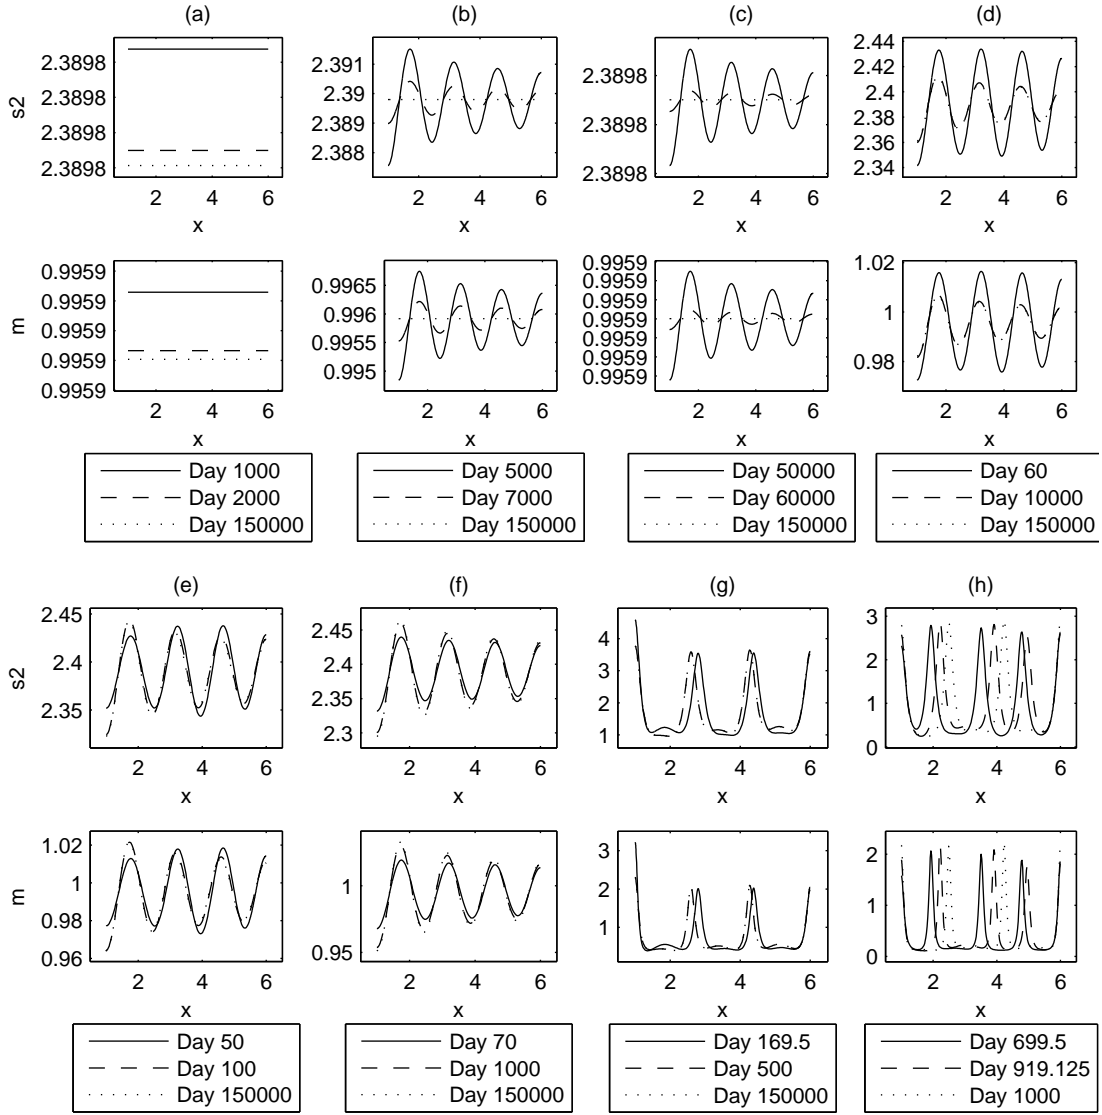 (a) (b) (c) (d)
s2
2.3898
2.3898
2.3898
2.3898
2 4 6
x
2.391
2.39
2.389
2.388
2 4 6
x
2.3898
2.3898
2.3898
2 4 6
x
2.44
2.42
2.4
2.38
2.36
2.34
2 4 6
x
m
0.9959
0.9959
0.9959
0.9959
0.9959
2 4 6
x
0.9965
0.996
0.9955
0.995
2 4 6
x
0.9959
0.9959
0.9959
0.9959
0.9959
0.9959
0.9959
2 4 6
x
1.02
1
0.98
2 4 6
x
Day 1000
Day 2000
Day 150000
Day 5000
Day 7000
Day 150000
Day 50000
Day 60000
Day 150000
Day 60
Day 10000
Day 150000
(e) (f) (g) (h)
s2
2.45
2.4
2.35
2 4 6
x
2.45
2.4
2.35
2.3
2 4 6
x
4
3
2
1
2 4 6
x
3
2
1
0
2 4 6
x
m
1.02
1
0.98
0.96
2 4 6
x
1
0.95
2 4 6
x
3
2
1
2 4 6
x
2
1
0
2 4 6
x
Day 50
Day 100
Day 150000
Day 70
Day 1000
Day 150000
Day 169.5
Day 500
Day 150000
Day 699.5
Day 919.125
Day 1000